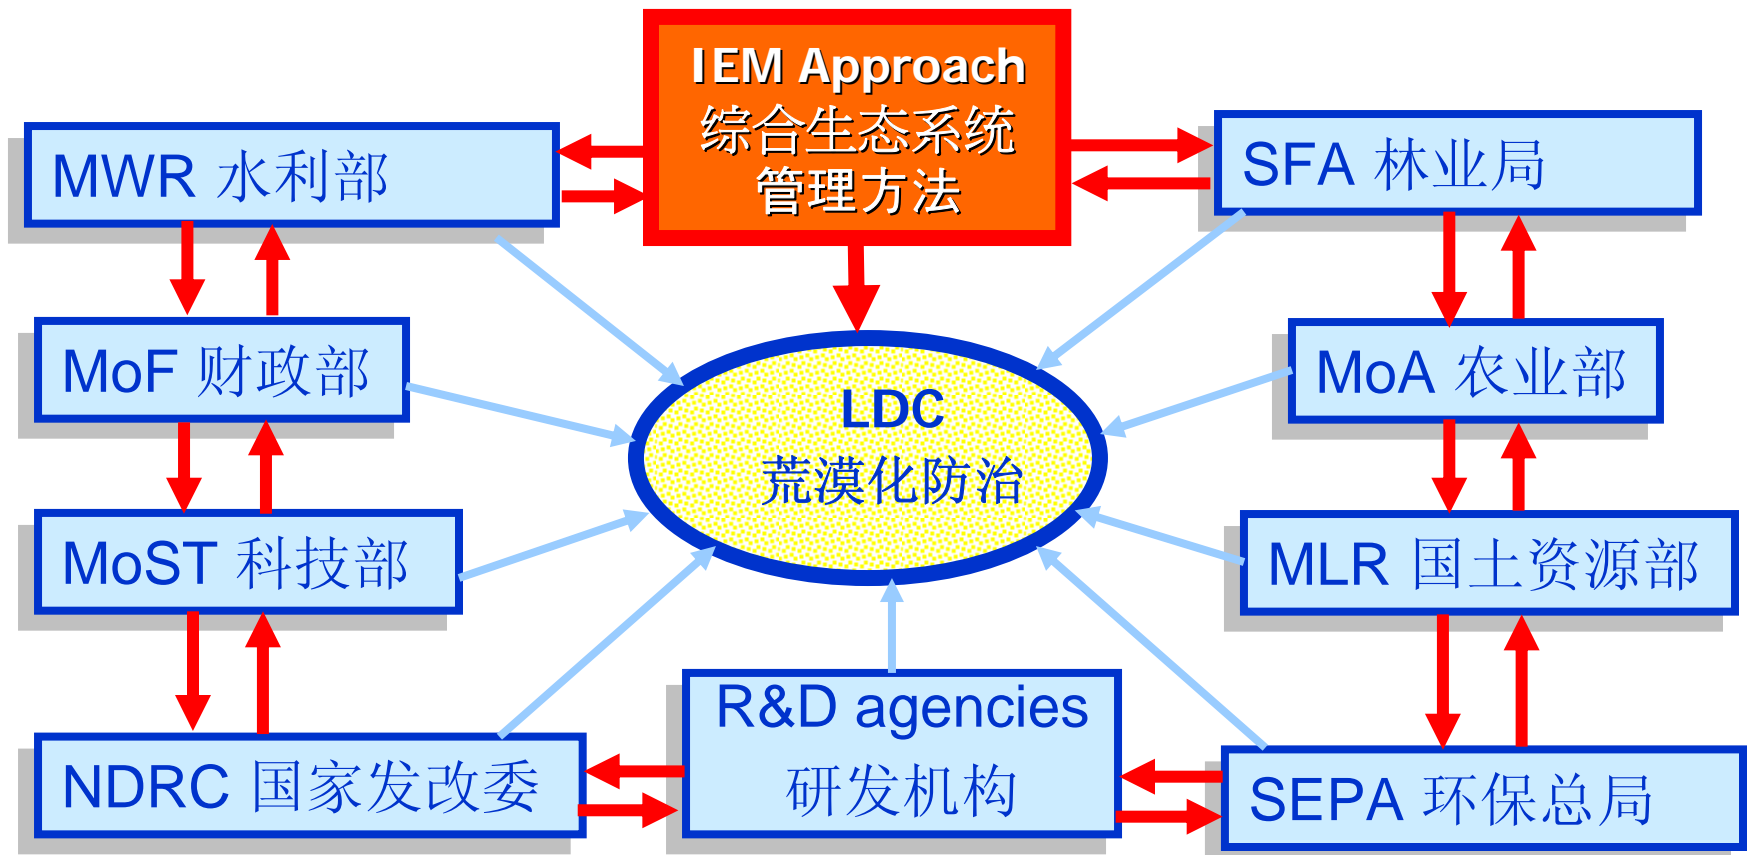 IEM Approach
综合生态系统
管理方法
MWR 水利部
SFA 林业局
MoF 财政部
MoA 农业部
LDC
荒漠化防治
MoST 科技部
MLR 国土资源部
R&D agencies
研发机构
NDRC 国家发改委
SEPA 环保总局